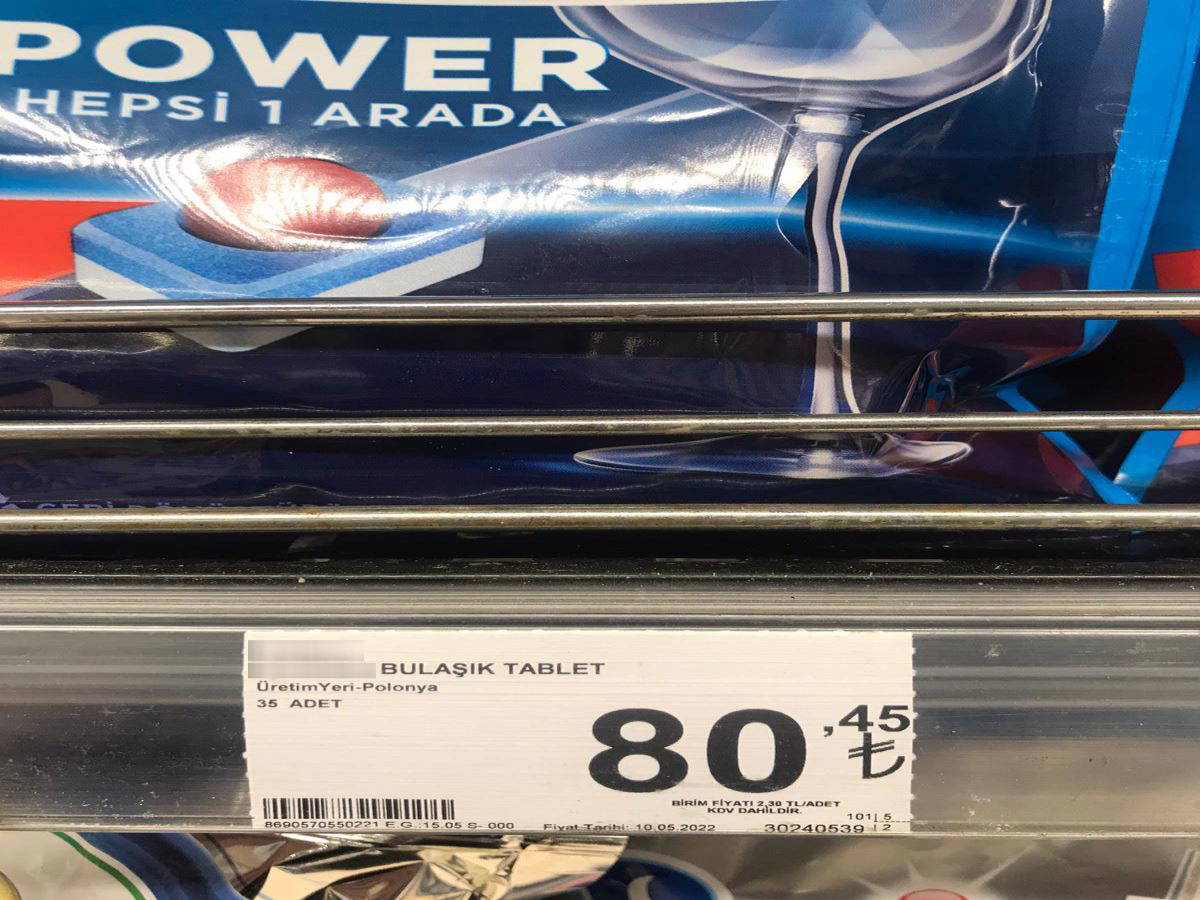 POWER
HEPSİ 1 ARADA
BULAŞIK TABLET
ÜretimYeri-Polonya
35 ADET
80,45
₺
BİRİM FİYATI 2,30 TL/ADET
KDV DAHİLDİR.
8690570550221 E.G.:15.05 S- 000
Fiyat Tarihi: 10.05.2022
101| 5
30240539 | 2